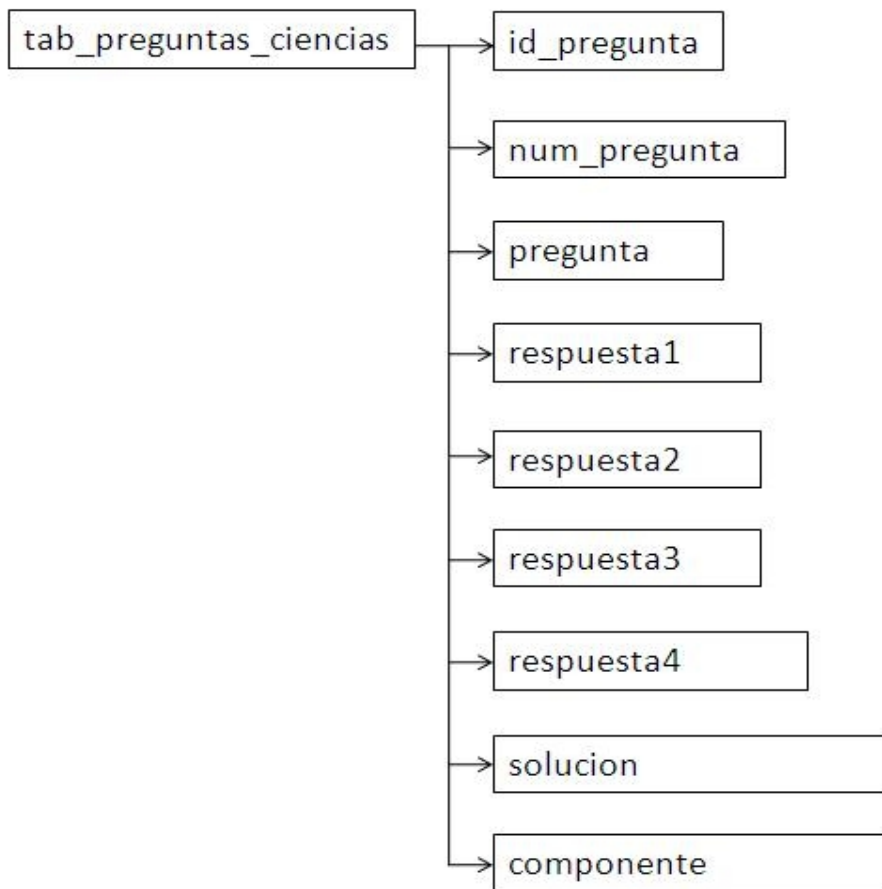 tab_preguntas_ciencias
id_pregunta
num_pregunta
pregunta
respuesta1
respuesta2
respuesta3
respuesta4
solucion
componente